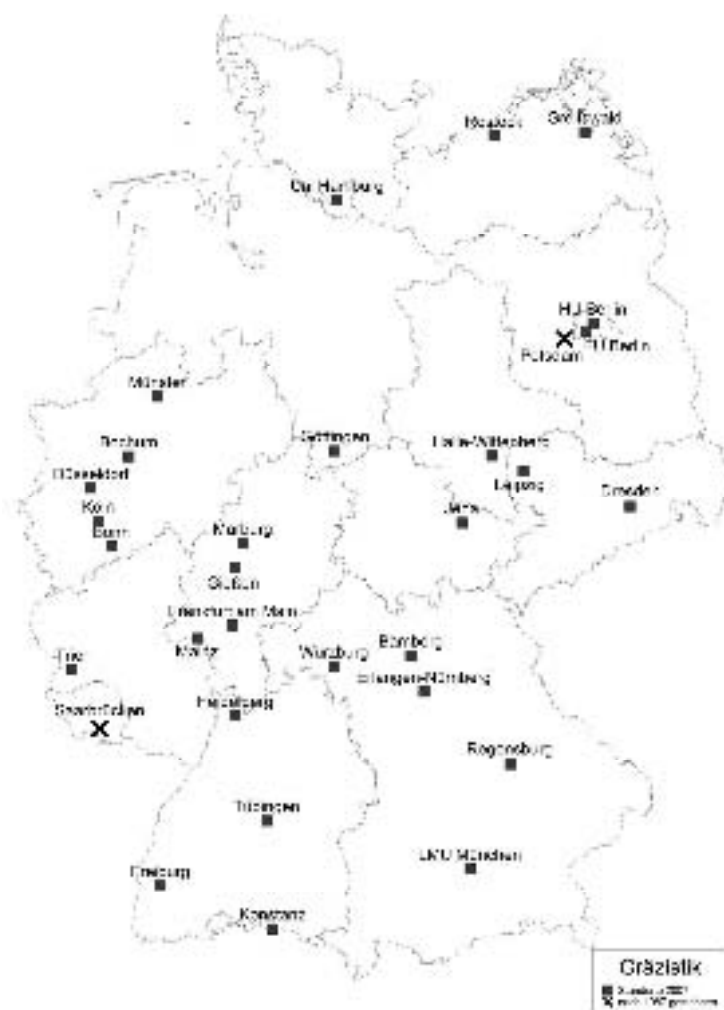 Rostock
Greifswald
Uni Hamburg
HU Berlin
FU Berlin
Potsdam
Münster
Bochum
Düsseldorf
Köln
Bonn
Göttingen
Halle-Wittenberg
Leipzig
Dresden
Jena
Marburg
Gießen
Frankfurt am Main
Mainz
Trier
Saarbrücken
Würzburg
Bamberg
Erlangen-Nürnberg
Heidelberg
Regensburg
Tübingen
LMU München
Freiburg
Konstanz
Gräzistik
nach 1997